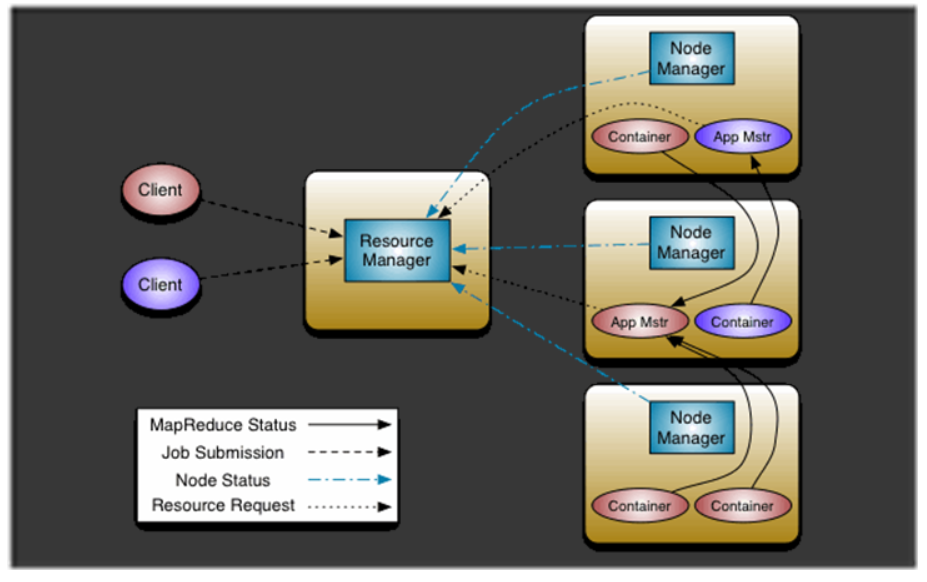 Client
Client
Resource
Manager
Node
Manager
Container
App Mstr
Node
Manager
App Mstr
Container
Node
Manager
Container
Container
MapReduce Status
Job Submission
Node Status
Resource Request